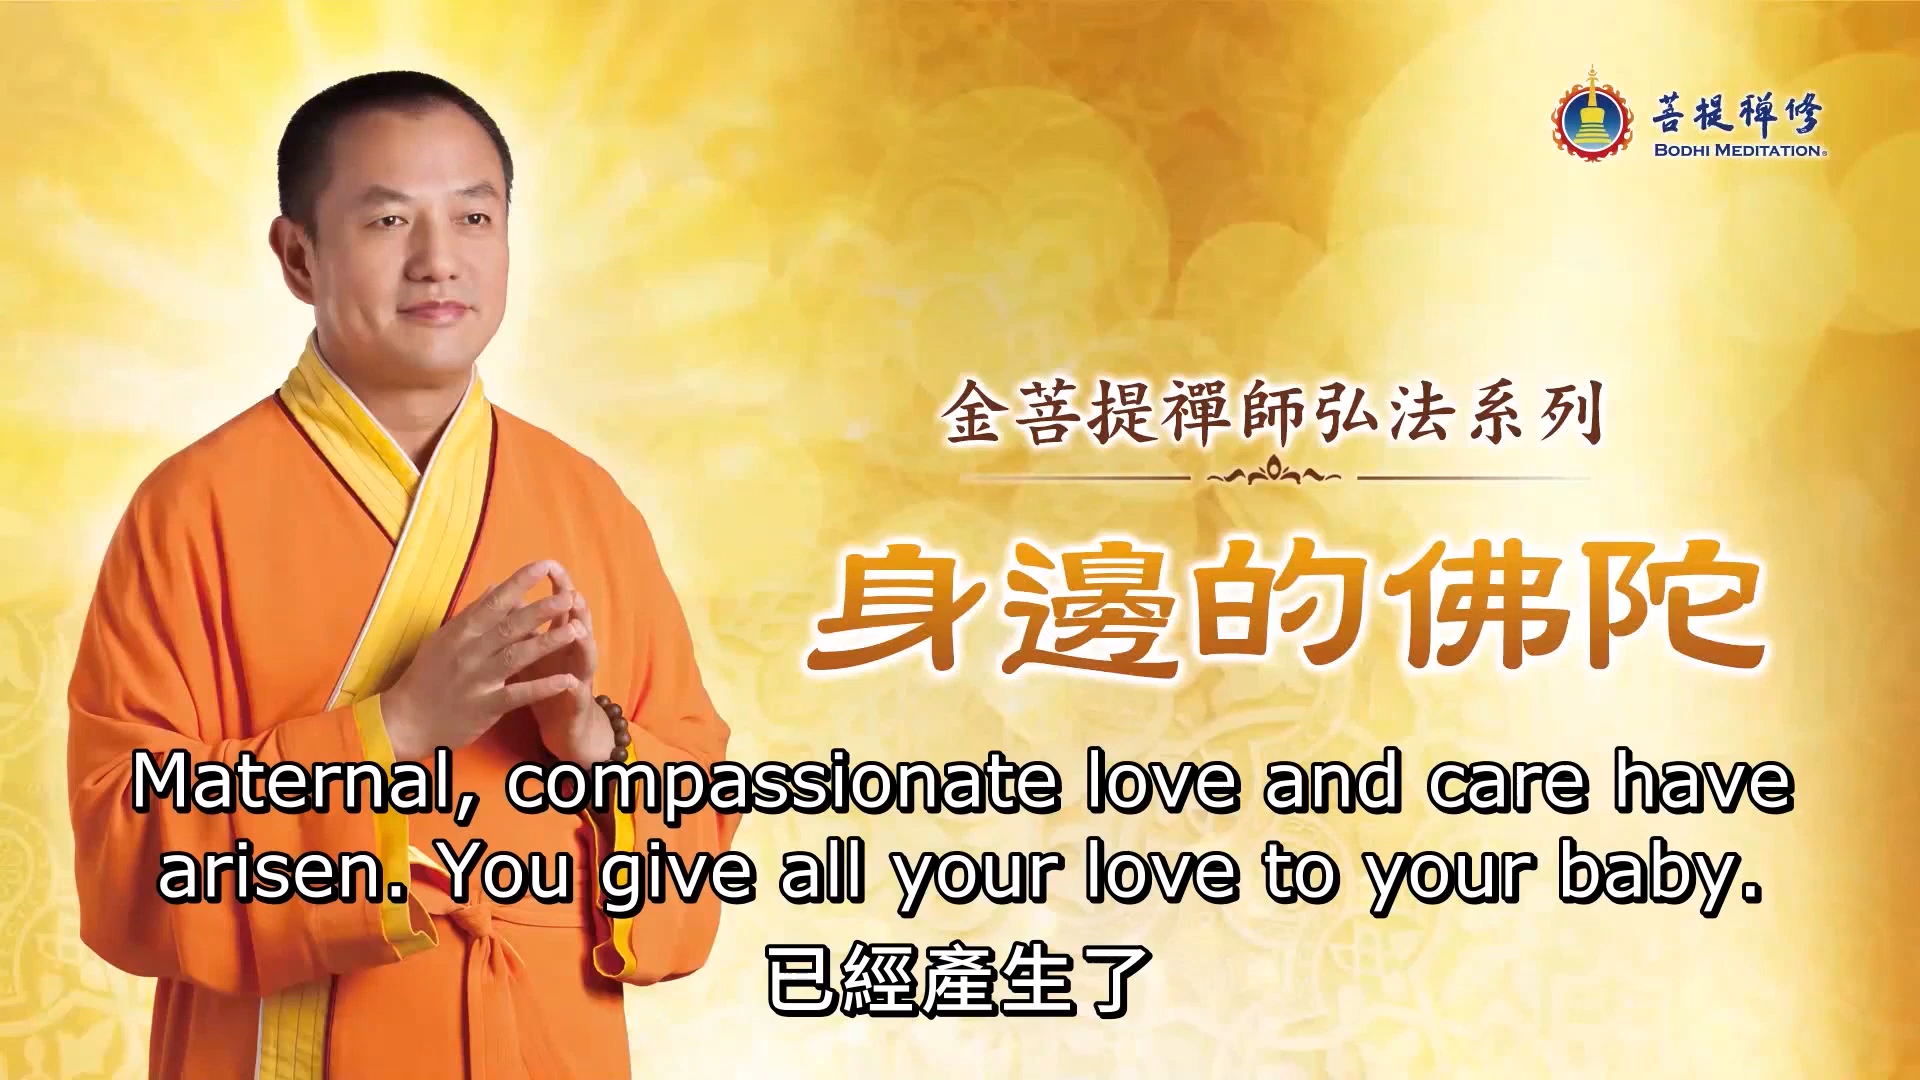 菩提禪修
BODHI MEDITATION®
金菩提禪師弘法系列
身邊的佛陀
Maternal, compassionate love and care have
arisen. You give all your love to your baby.
已經產生了